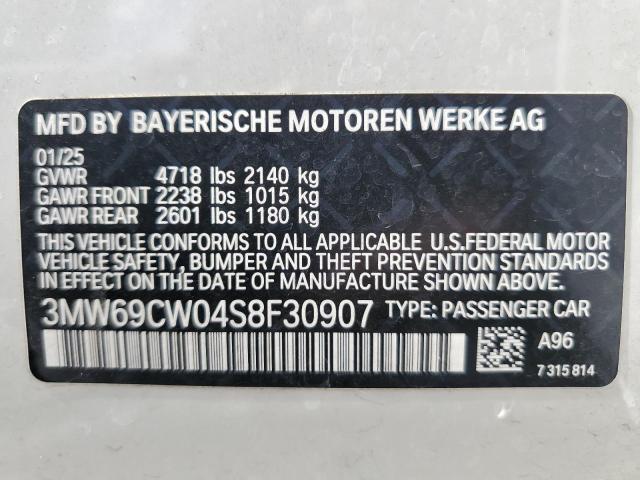 MFD BY BAYERISCHE MOTOREN WERKE AG
01/25
GVWR 4718 lbs 2140 kg
GAWR FRONT 2238 lbs 1015 kg
GAWR REAR 2601 lbs 1180 kg
THIS VEHICLE CONFORMS TO ALL APPLICABLE U.S.FEDERAL MOTOR
VEHICLE SAFETY, BUMPER AND THEFT PREVENTION STANDARDS
IN EFFECT ON THE DATE OF MANUFACTURE SHOWN ABOVE.
3MW69CW04S8F30907 TYPE: PASSENGER CAR
A96
7 315 814